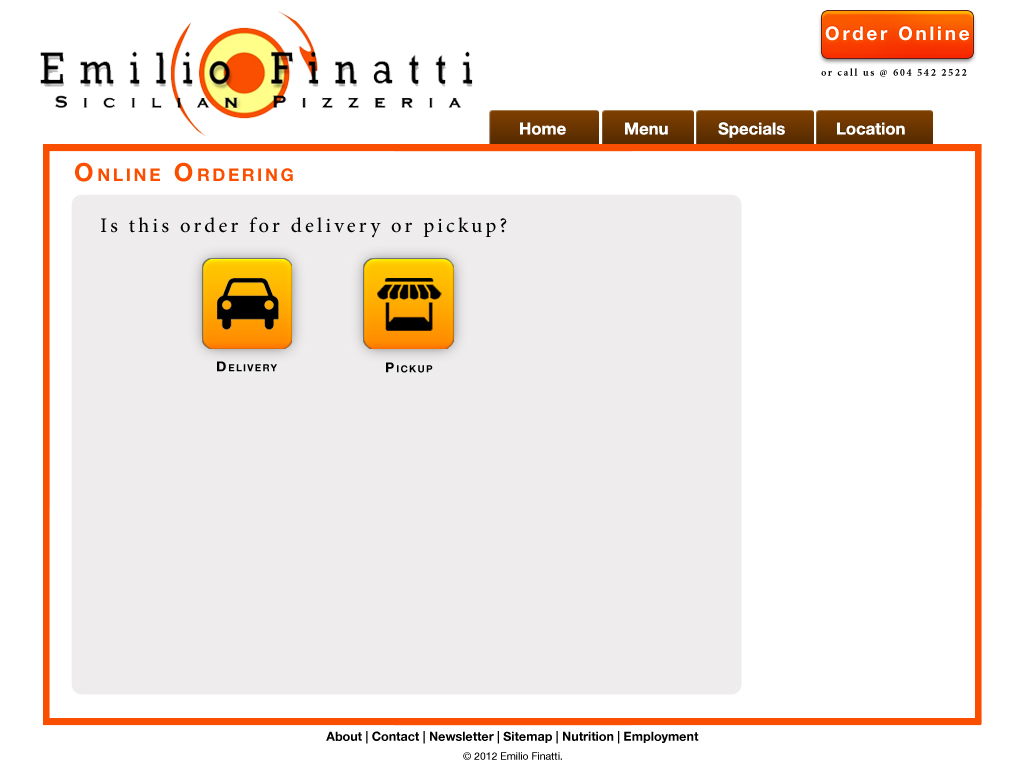 Emilio Finatti
Sicilian Pizzeria
Order Online
or call us @ 604 542 2522
Home
Menu
Specials
Location
Online Ordering
Is this order for delivery or pickup?
Delivery
Pickup
About | Contact | Newsletter | Sitemap | Nutrition | Employment
© 2012 Emilio Finatti.